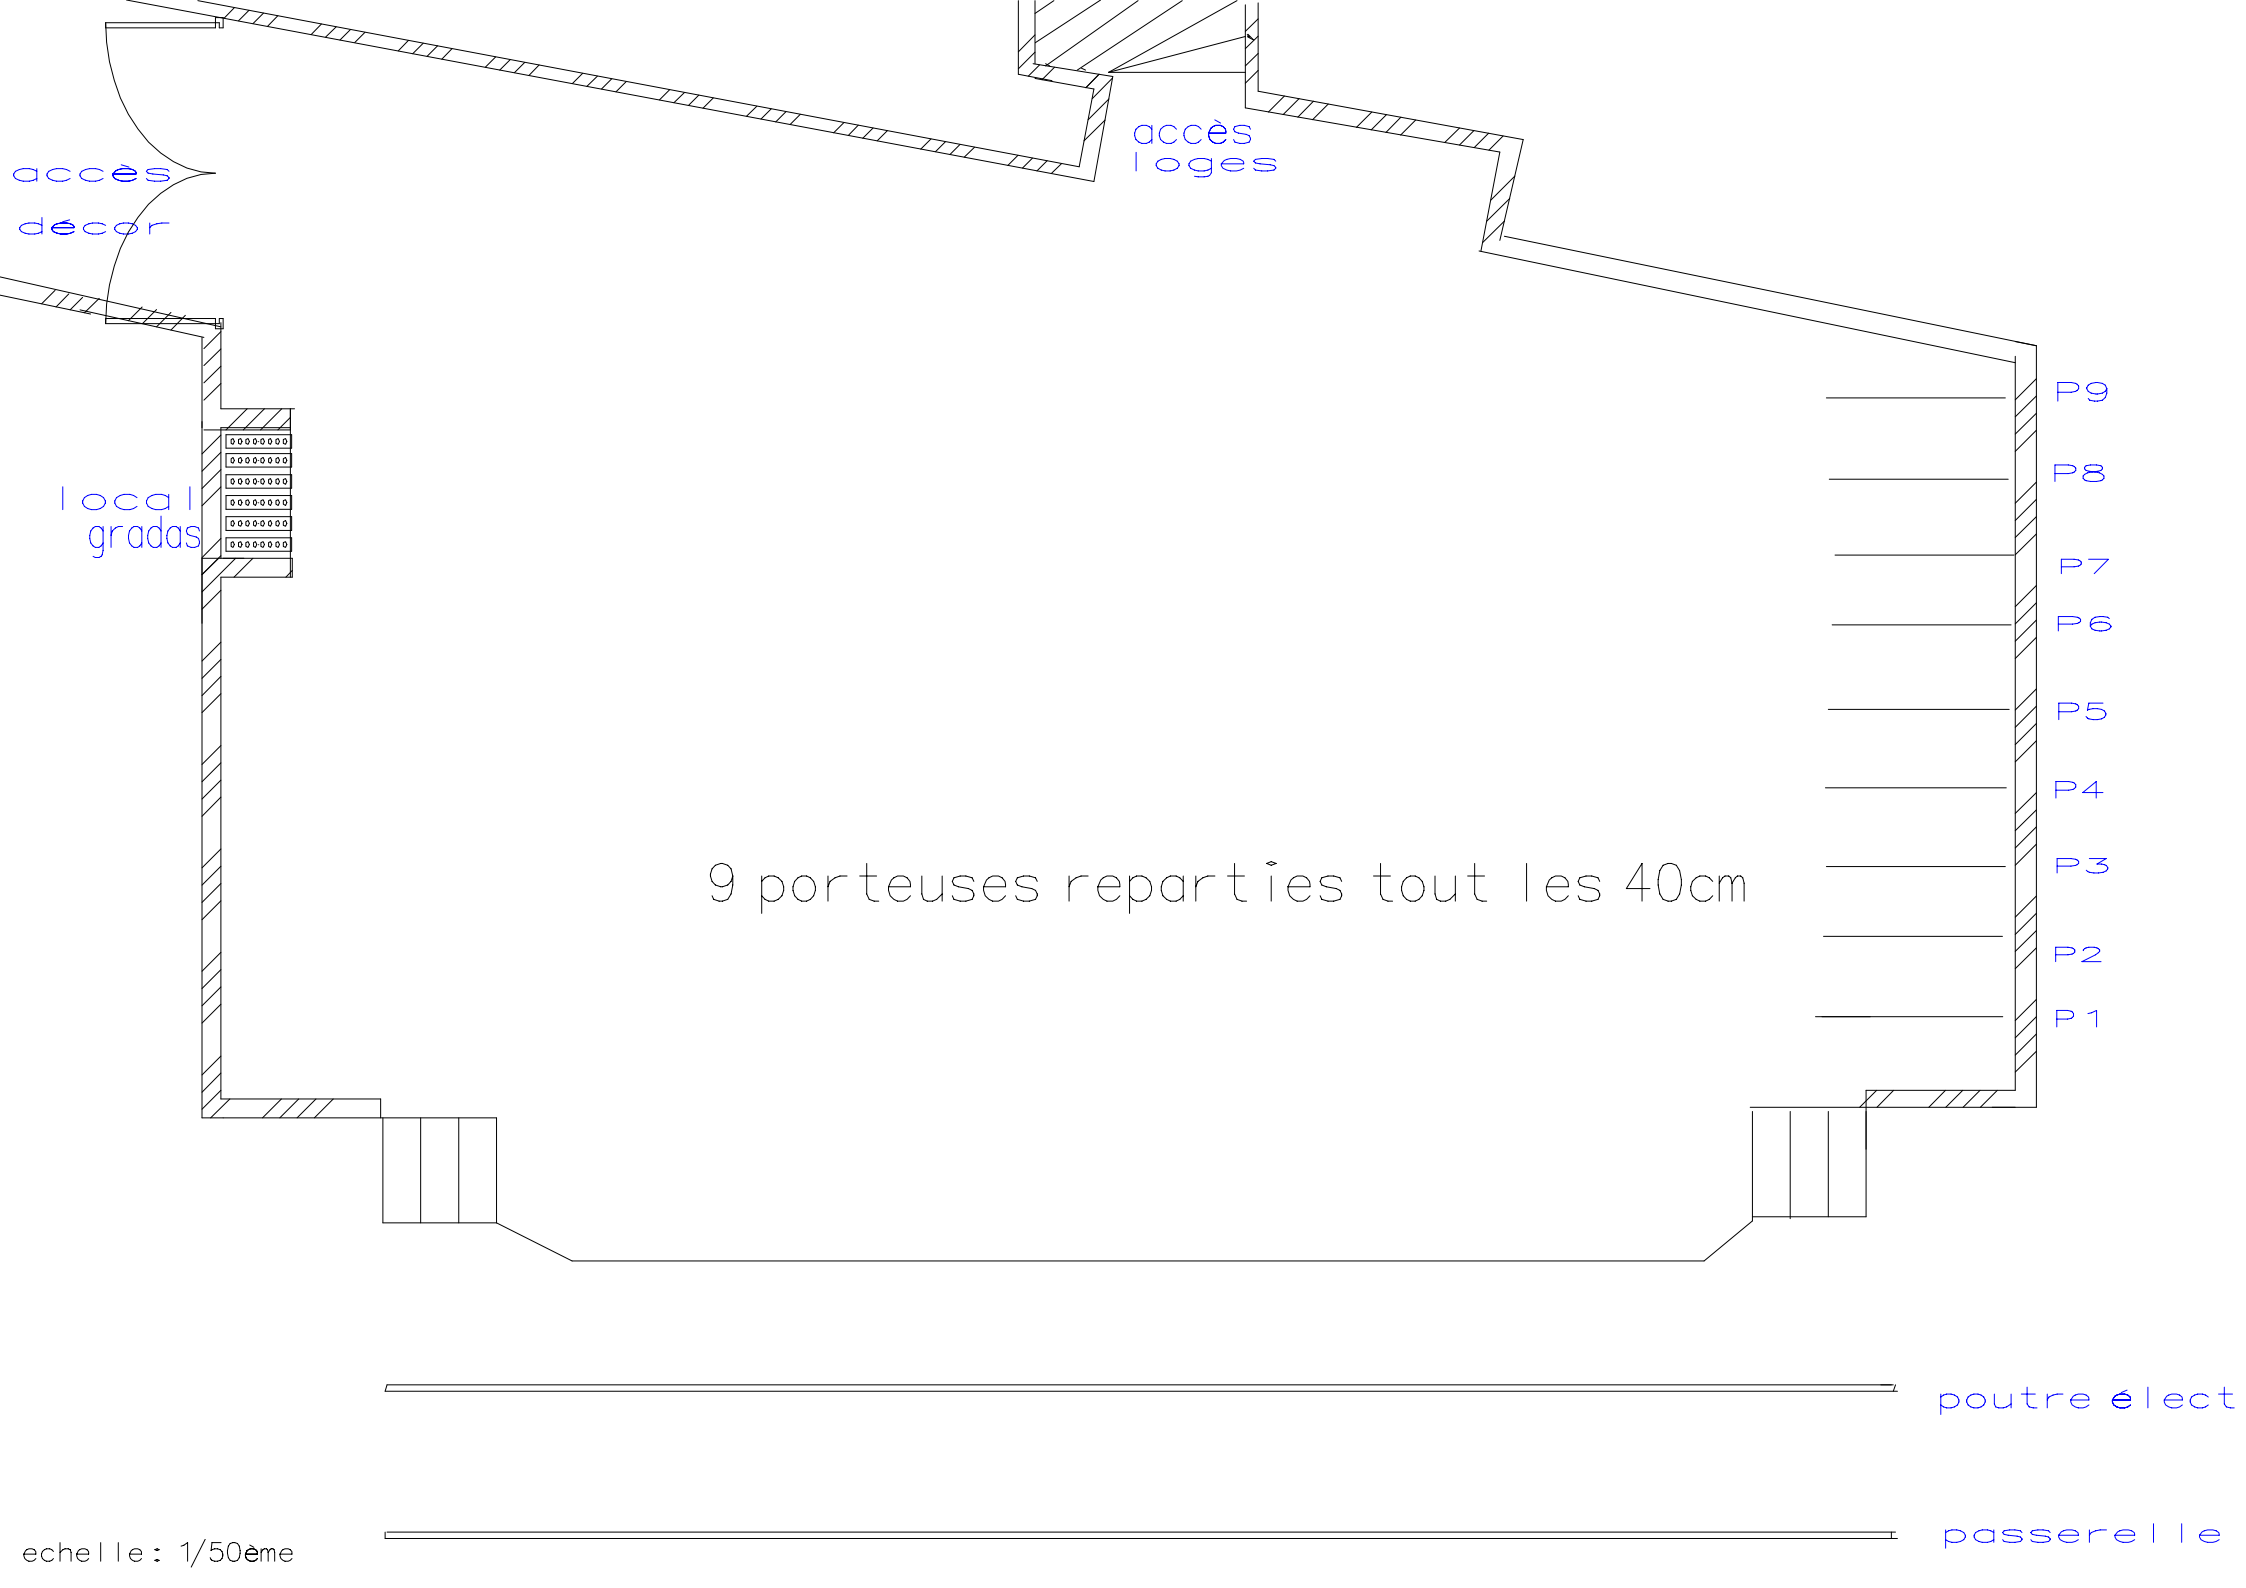 accès
loges
accès
décor
P9
P8
local
gradas
P7
P6
P5
P4
P3
9 porteuses reparties tout les 40cm
P2
P1
poutre élect
passerelle
echelle: 1/50ème